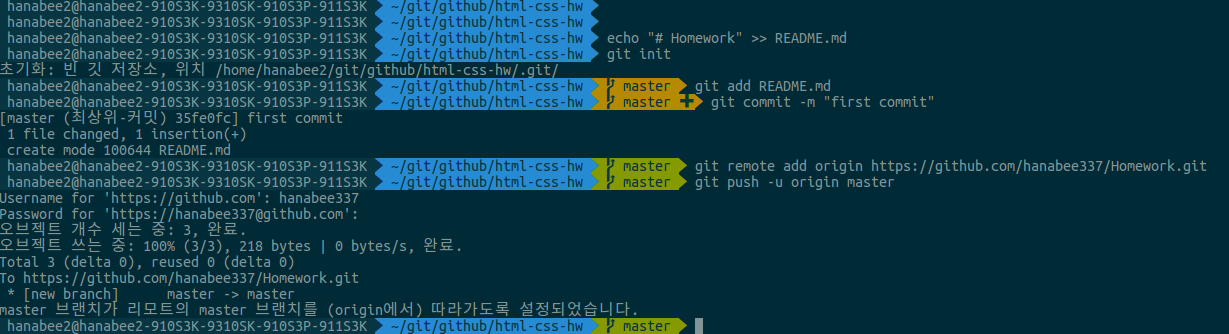 hanabee2@hanabee2-910S3K-9310SK-910S3P-911S3K ~/git/github/html-css-hw
hanabee2@hanabee2-910S3K-9310SK-910S3P-911S3K ~/git/github/html-css-hw
hanabee2@hanabee2-910S3K-9310SK-910S3P-911S3K ~/git/github/html-css-hw echo "# Homework" >> README.md
hanabee2@hanabee2-910S3K-9310SK-910S3P-911S3K ~/git/github/html-css-hw git init
초기화: 빈 깃 저장소, 위치 /home/hanabee2/git/github/html-css-hw/.git/
hanabee2@hanabee2-910S3K-9310SK-910S3P-911S3K ~/git/github/html-css-hw master git add README.md
hanabee2@hanabee2-910S3K-9310SK-910S3P-911S3K ~/git/github/html-css-hw master ✚ git commit -m "first commit"
[master (최상위-커밋) 35fe0fc] first commit
1 file changed, 1 insertion(+)
create mode 100644 README.md
hanabee2@hanabee2-910S3K-9310SK-910S3P-911S3K ~/git/github/html-css-hw master git remote add origin https://github.com/hanabee337/Homework.git
hanabee2@hanabee2-910S3K-9310SK-910S3P-911S3K ~/git/github/html-css-hw master git push -u origin master
Username for 'https://github.com': hanabee337
Password for 'https://hanabee337@github.com':
오브젝트 개수 세는 중: 3, 완료.
오브젝트 쓰는 중: 100% (3/3), 218 bytes | 0 bytes/s, 완료.
Total 3 (delta 0), reused 0 (delta 0)
To https://github.com/hanabee337/Homework.git
* [new branch] master -> master
master 브랜치가 리모트의 master 브랜치를 (origin에서) 따라가도록 설정되었습니다.
hanabee2@hanabee2-910S3K-9310SK-910S3P-911S3K ~/git/github/html-css-hw master